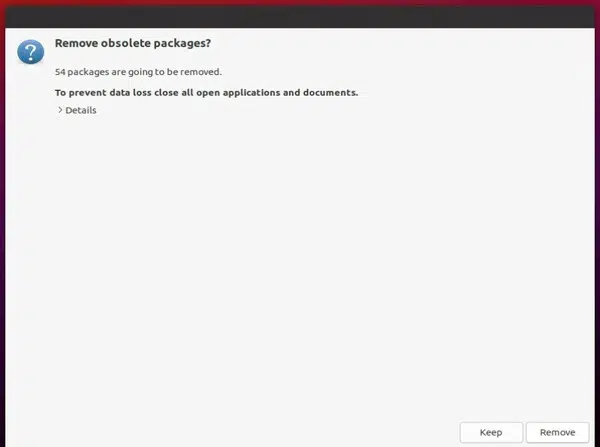 Remove obsolete packages?
54 packages are going to be removed.
To prevent data loss close all open applications and documents.
Details
Keep Remove